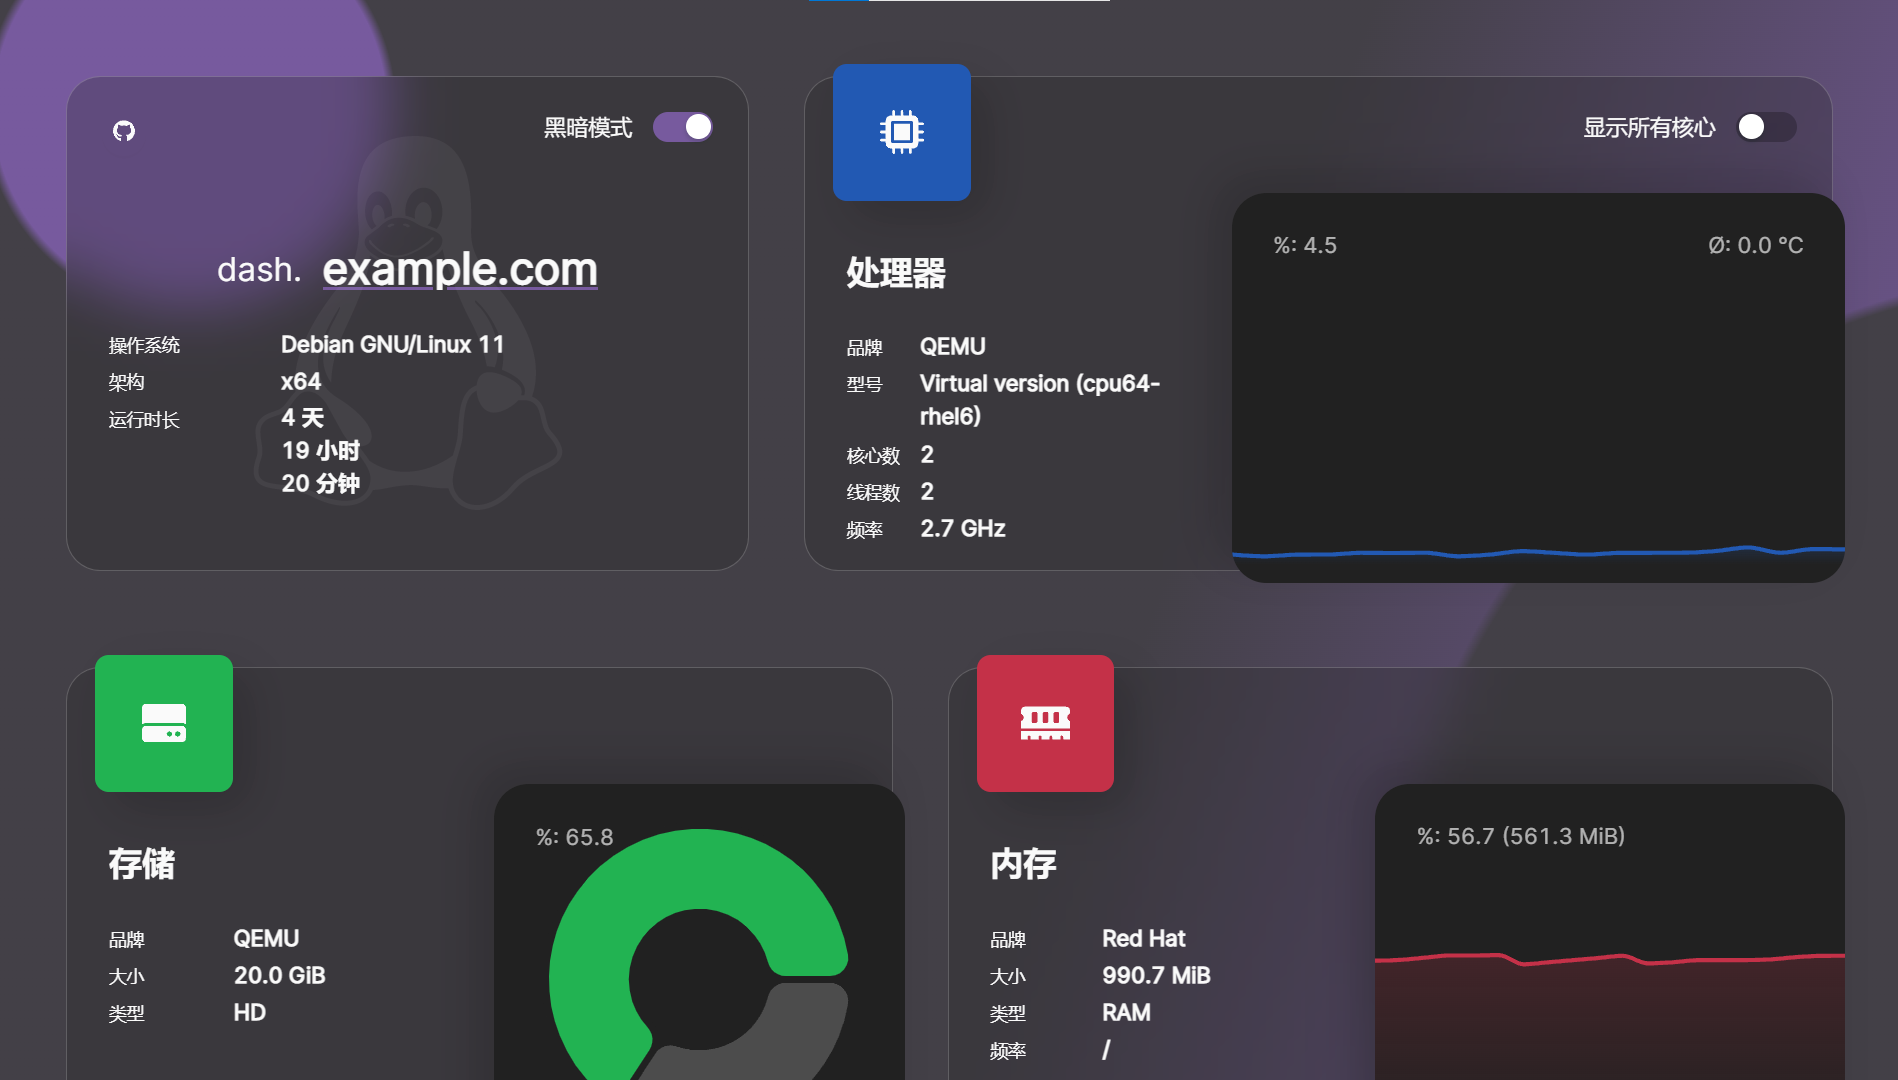 黑暗模式
dash. example.com
操作系统 Debian GNU/Linux 11
架构 x64
运行时长 4 天
19 小时
20 分钟
显示所有核心
处理器
品牌 QEMU
型号 Virtual version (cpu64-
rhel6)
核心数 2
线程数 2
频率 2.7 GHz
%: 4.5
Ø: 0.0 °C
存储
品牌 QEMU
大小 20.0 GiB
类型 HD
%: 65.8
内存
品牌 Red Hat
大小 990.7 MiB
类型 RAM
频率 /
%: 56.7 (561.3 MiB)